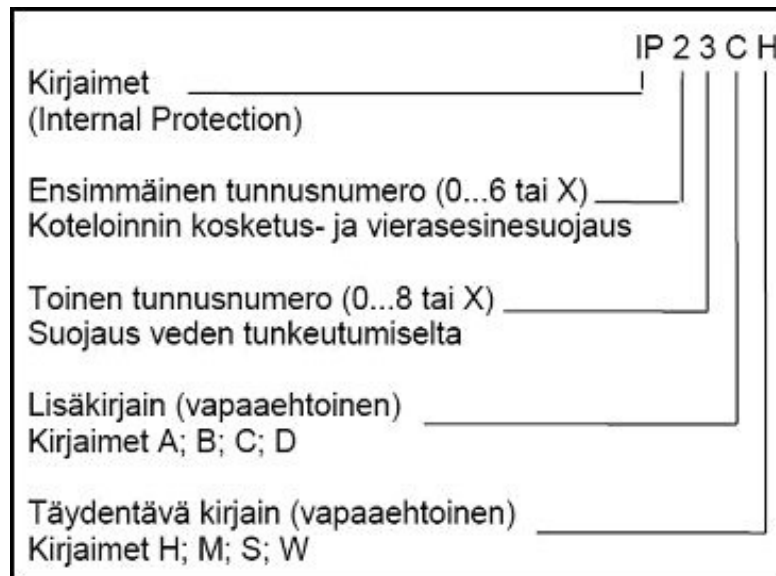 IP 2 3 C H
Kirjaimet
(Internal Protection)
Ensimmäinen tunnusnumero (0...6 tai X)
Koteloinnin kosketus- ja vierasesinesuojaus
Toinen tunnusnumero (0...8 tai X)
Suojaus veden tunkeutumiselta
Lisäkirjain (vapaaehtoinen)
Kirjaimet A; B; C; D
Täydentävä kirjain (vapaaehtoinen)
Kirjaimet H; M; S; W